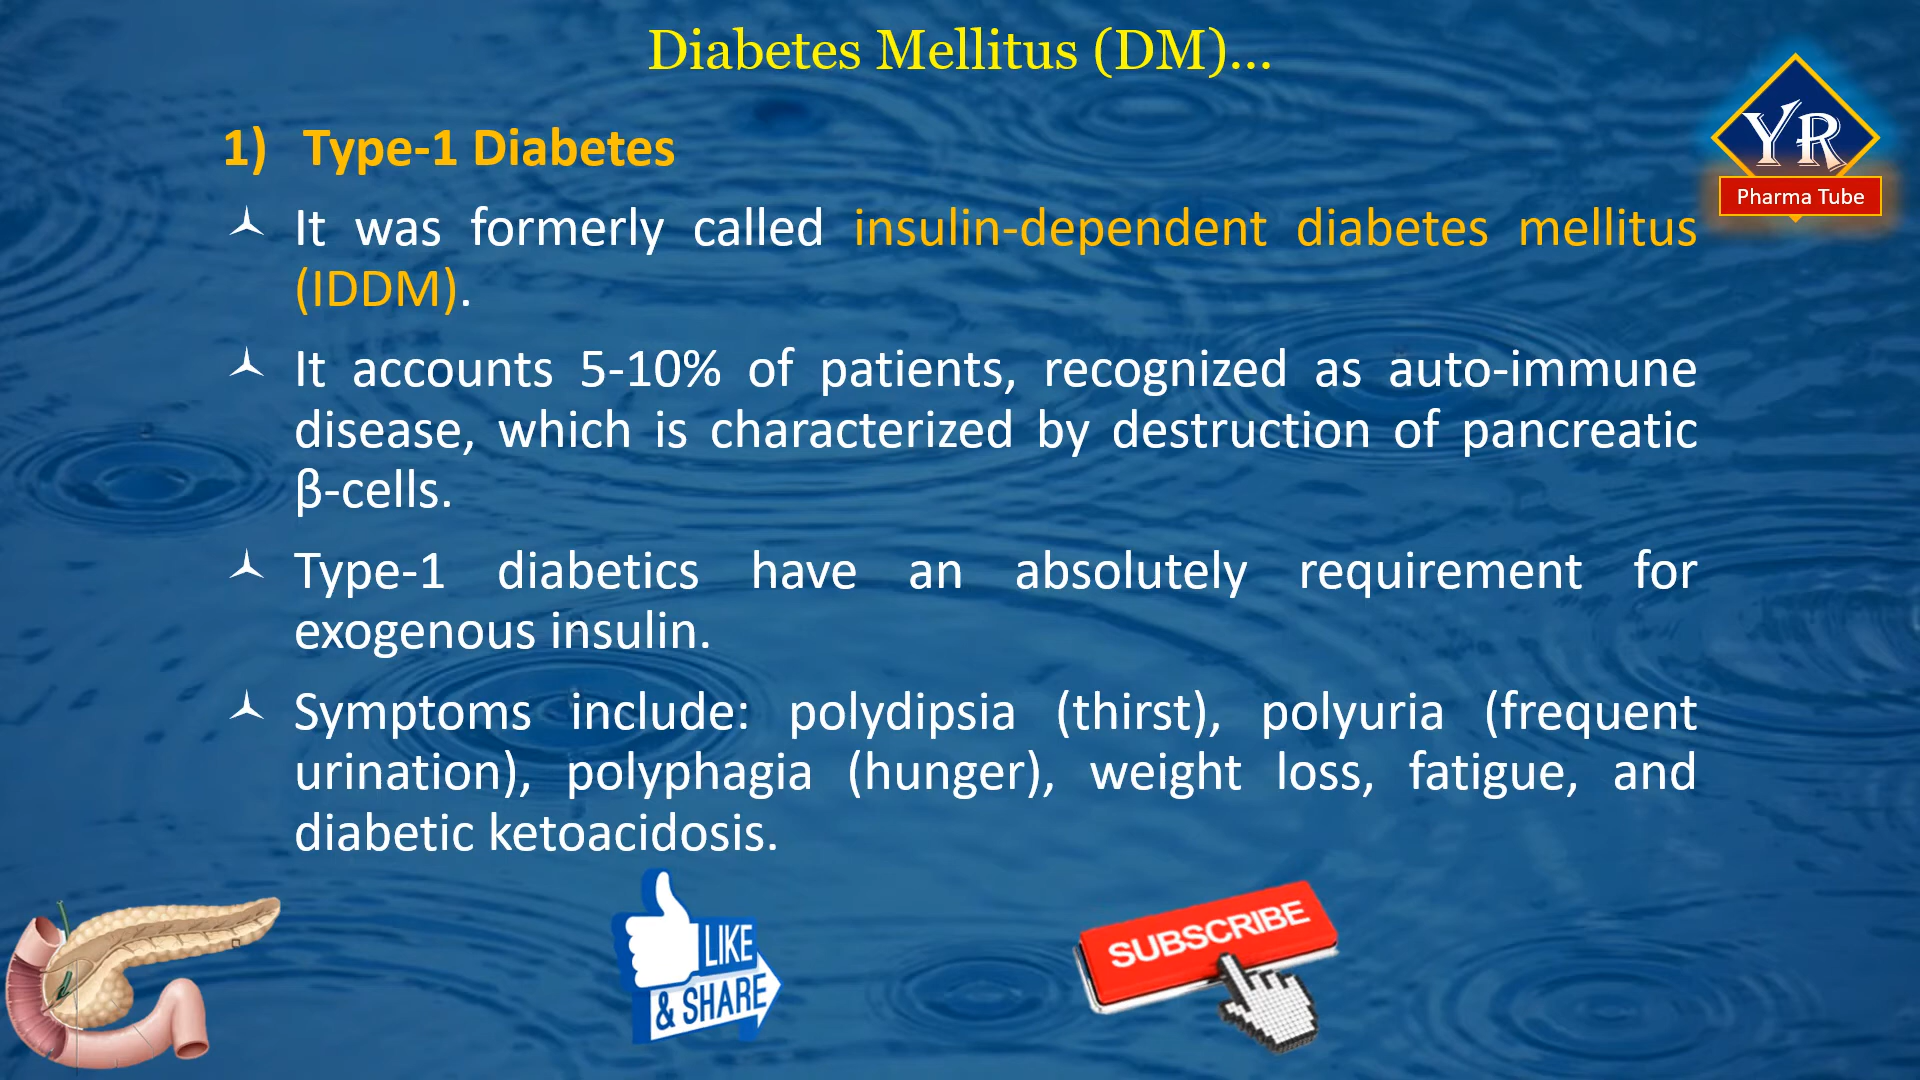 Diabetes Mellitus (DM)...
YR
Pharma Tube
1) Type-1 Diabetes
It was formerly called insulin-dependent diabetes mellitus
(IDDM).
It accounts 5-10% of patients, recognized as auto-immune
disease, which is characterized by destruction of pancreatic
β-cells.
Type-1 diabetics have an absolutely requirement for
exogenous insulin.
Symptoms include: polydipsia (thirst), polyuria (frequent
urination), polyphagia (hunger), weight loss, fatigue, and
diabetic ketoacidosis.
LIKE
& SHARE
SUBSCRIBE